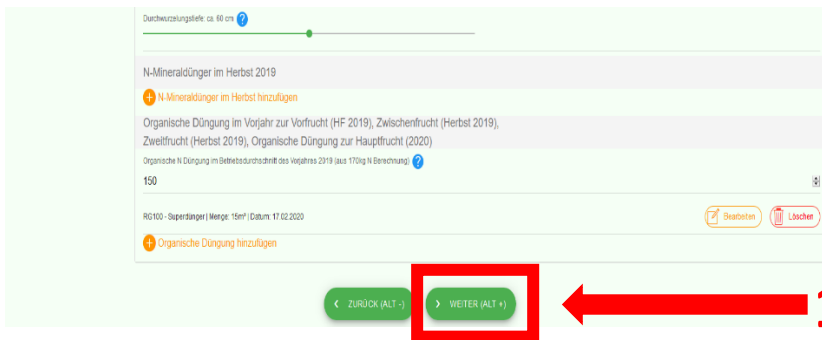 Durchwurzelungstiefe: ca. 60 cm ?
N-Mineraldünger im Herbst 2019
+ N-Mineraldünger im Herbst hinzufügen
Organische Düngung im Vorjahr zur Vorfrucht (HF 2019), Zwischenfrucht (Herbst 2019),
Zweitfrucht (Herbst 2019), Organische Düngung zur Hauptfrucht (2020)
Organische N Düngung im Betriebsdurchschnitt des Vorjahres 2019 (aus 170kg N Berechnung) ?
150
RG100 - Superdünger | Menge: 15m³ | Datum: 17.02.2020 Bearbeiten Löschen
+ Organische Düngung hinzufügen
< ZURÜCK (ALT -) > WEITER (ALT +)